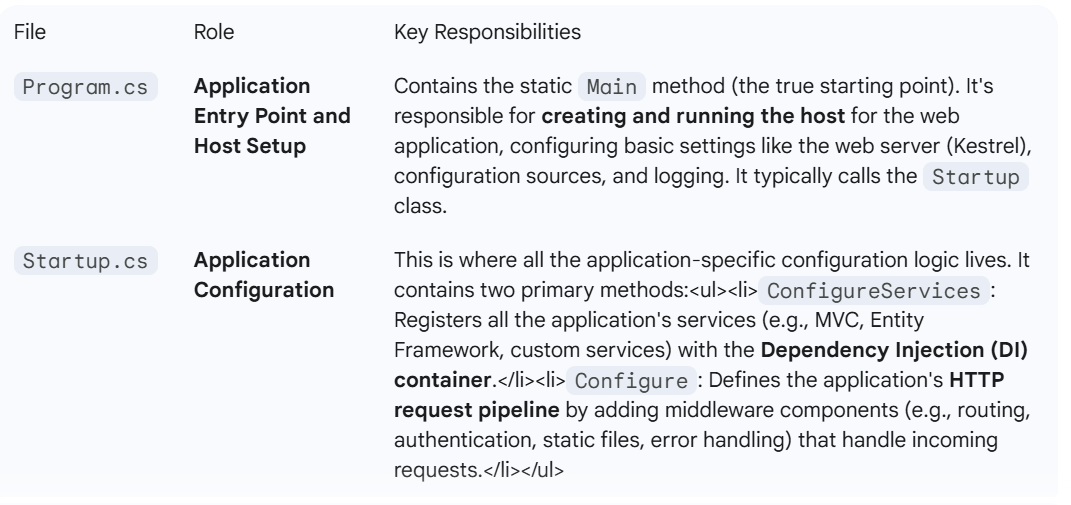 File Role Key Responsibilities
Program.cs Application Contains the static Main method (the true starting point). It's
Entry Point and responsible for creating and running the host for the web
Host Setup application, configuring basic settings like the web server (Kestrel),
configuration sources, and logging. It typically calls the Startup
class.
Startup.cs Application This is where all the application-specific configuration logic lives. It
Configuration contains two primary methods:<ul><li> ConfigureServices :
Registers all the application's services (e.g., MVC, Entity
Framework, custom services) with the Dependency Injection (DI)
container.</li><li> Configure : Defines the application's HTTP
request pipeline by adding middleware components (e.g., routing,
authentication, static files, error handling) that handle incoming
requests.</li></ul>